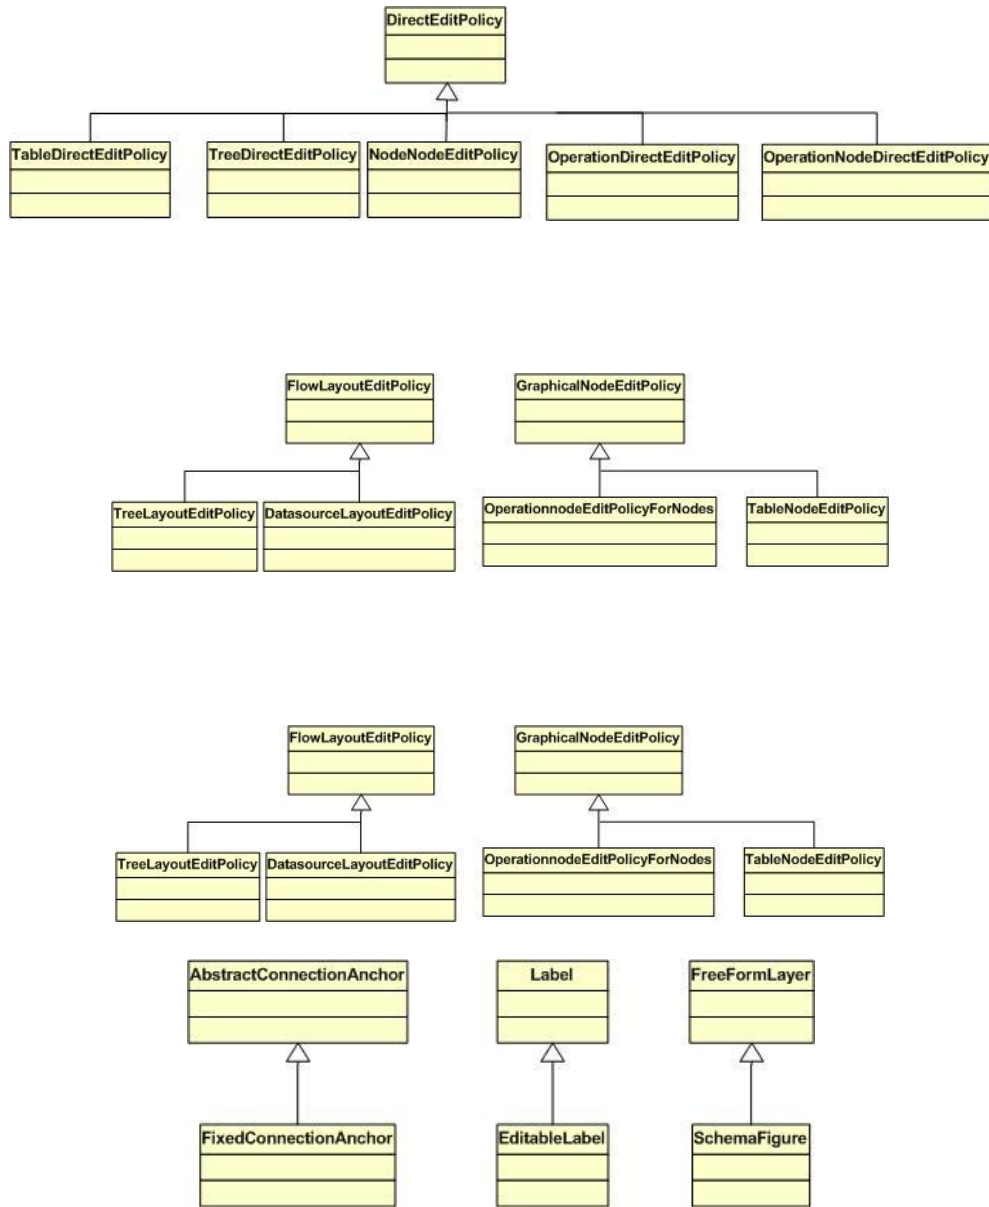 DirectEditPolicy
TableDirectEditPolicy
TreeDirectEditPolicy
NodeNodeEditPolicy
OperationDirectEditPolicy
OperationNodeDirectEditPolicy
FlowLayoutEditPolicy
GraphicalNodeEditPolicy
TreeLayoutEditPolicy
DatasourceLayoutEditPolicy
OperationnodeEditPolicyForNodes
TableNodeEditPolicy
FlowLayoutEditPolicy
GraphicalNodeEditPolicy
TreeLayoutEditPolicy
DatasourceLayoutEditPolicy
OperationnodeEditPolicyForNodes
TableNodeEditPolicy
AbstractConnectionAnchor
Label
FreeFormLayer
FixedConnectionAnchor
EditableLabel
SchemaFigure